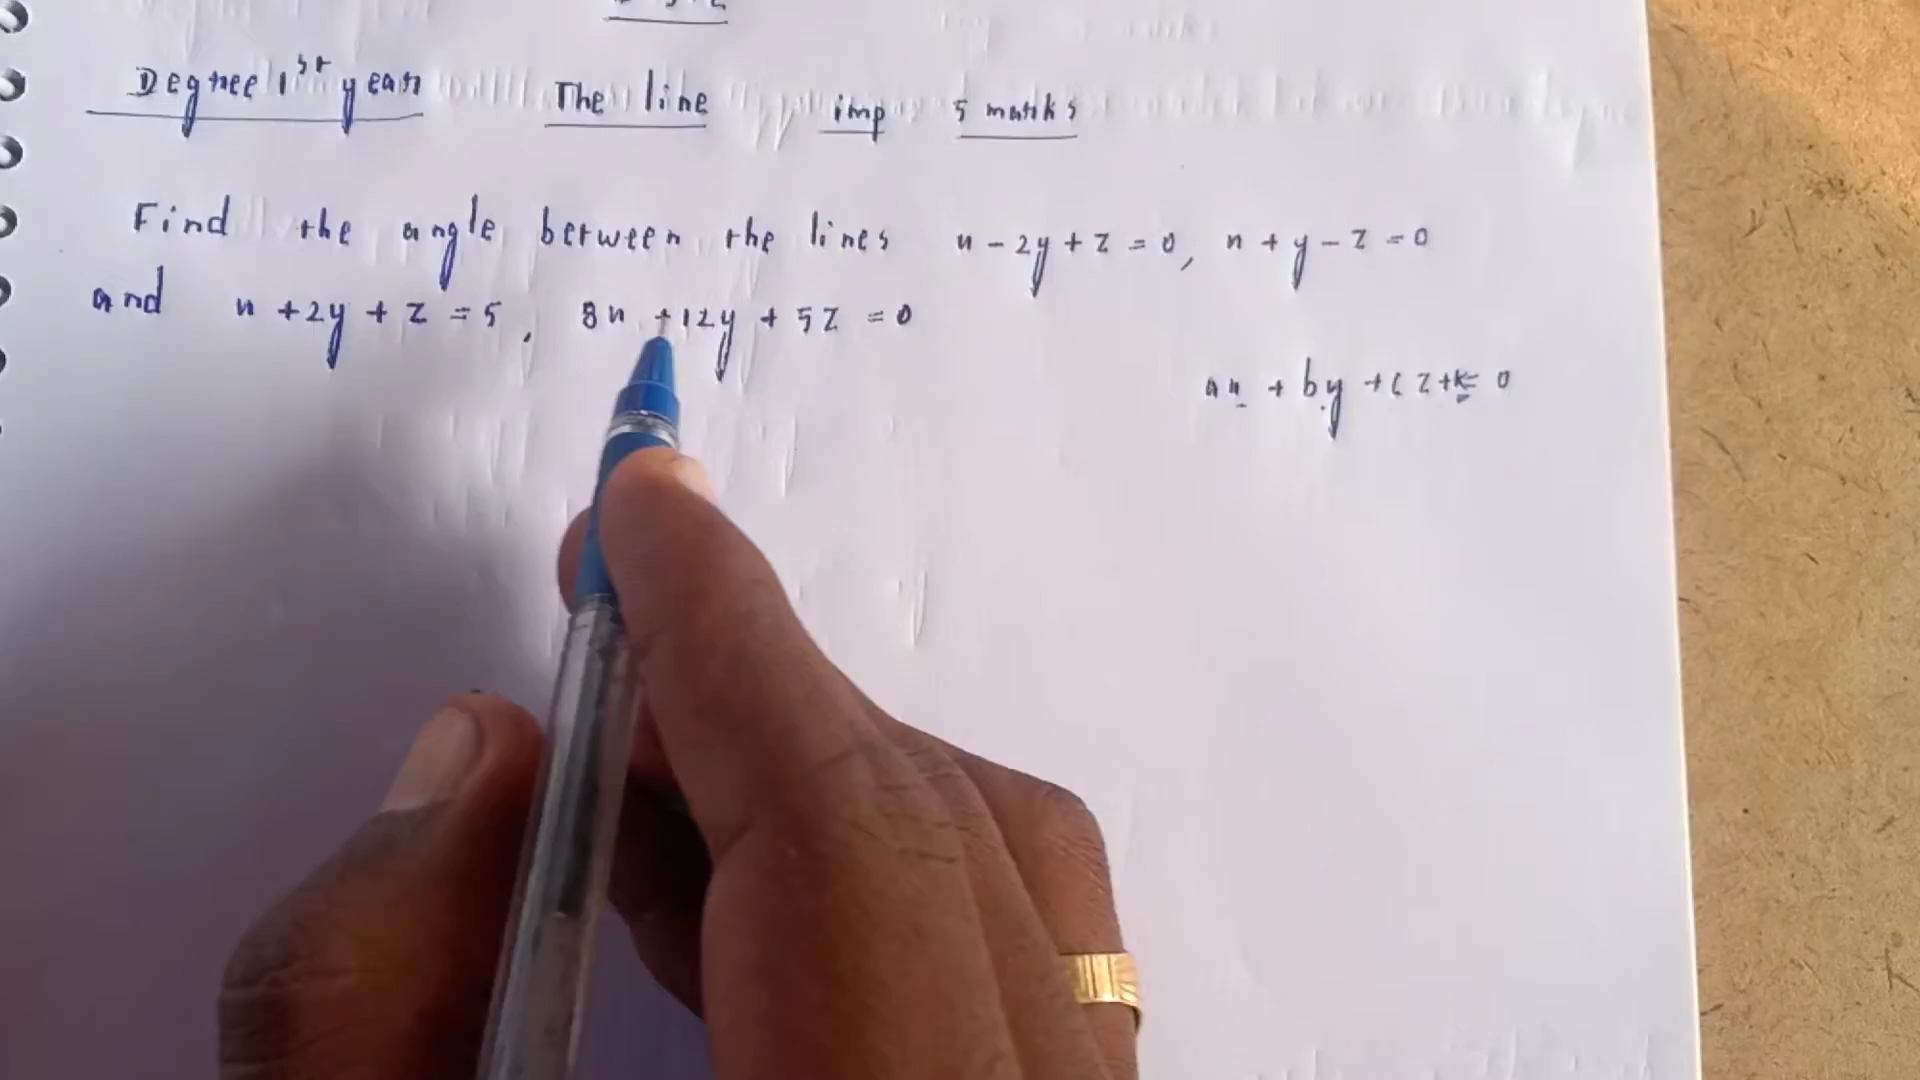 Degree 1st year The line imp 5 marks
Find the angle between the lines x - 2y + z = 0, x + y - z = 0
and x + 2y + z = 5, 8x + 12y + 5z = 0
ax + by + cz + k = 0